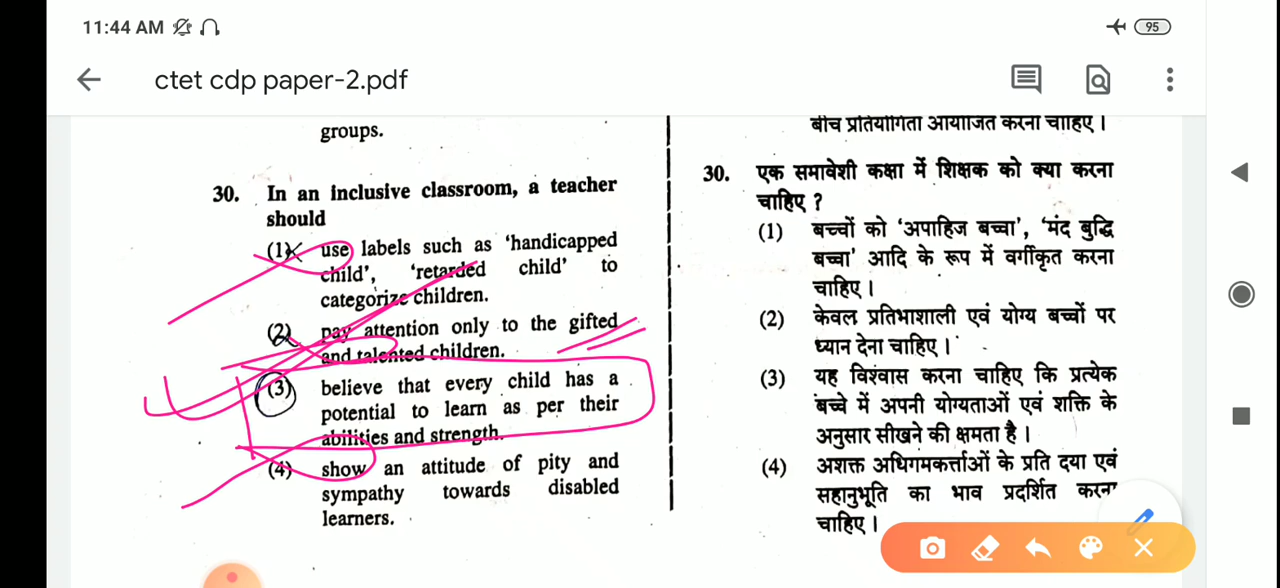 11:44 AM
95
ctet cdp paper-2.pdf
groups.
30. In an inclusive classroom, a teacher
should
(1) use labels such as 'handicapped
child', 'retarded child' to
categorize children.
(2) pay attention only to the gifted
and talented children.
(3) believe that every child has a
potential to learn as per their
abilities and strength.
(4) show an attitude of pity and
sympathy towards disabled
learners.
बीच प्रतियोगिता आयोजित करना चाहिए।
30. एक समावेशी कक्षा में शिक्षक को क्या करना
चाहिए ?
(1) बच्चों को 'अपाहिज बच्चा', 'मंद बुद्धि
बच्चा' आदि के रूप में वर्गीकृत करना
चाहिए।
(2) केवल प्रतिभाशाली एवं योग्य बच्चों पर
ध्यान देना चाहिए।
(3) यह विश्वास करना चाहिए कि प्रत्येक
बच्चे में अपनी योग्यताओं एवं शक्ति के
अनुसार सीखने की क्षमता है।
(4) अशक्त अधिगमकर्त्ताओं के प्रति दया एवं
सहानुभूति का भाव प्रदर्शित करना
चाहिए।